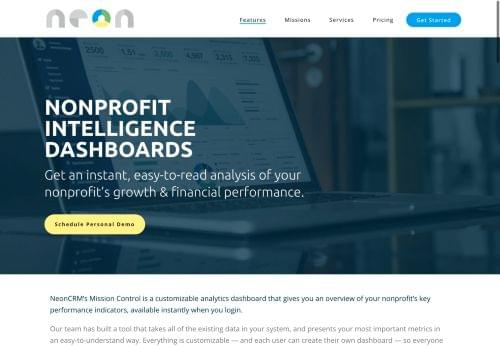 neon
Features
Missions
Services
Pricing
Get Started
NONPROFIT
INTELLIGENCE
DASHBOARDS
Get an instant, easy-to-read analysis of your
nonprofit's growth & financial performance.
Schedule Personal Demo
NeonCRM's Mission Control is a customizable analytics dashboard that gives you an overview of your nonprofit's key
performance indicators, available instantly when you login.
Our team has built a tool that takes all of the existing data in your system, and presents your most important metrics in
an easy-to-understand way. Everything is customizable — and each user can create their own dashboard — so everyone